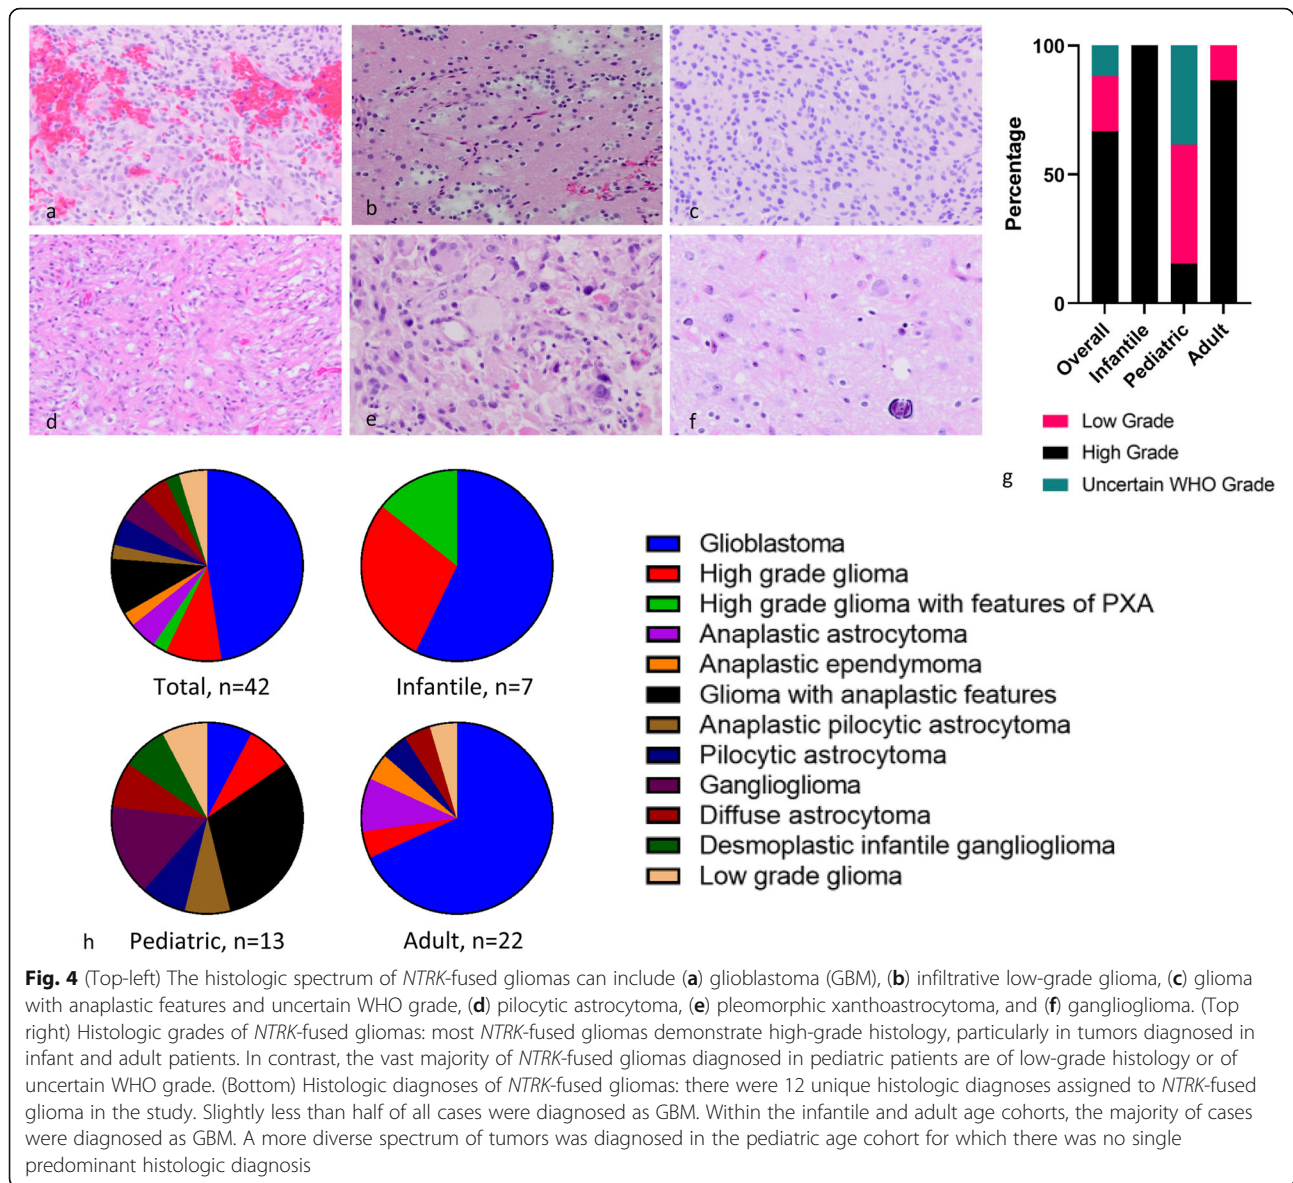 a
b
c
d
e
f
100
50
0
Percentage
Overall
Infantile
Pediatric
Adult
Low Grade
High Grade
Uncertain WHO Grade
g
Total, n=42
Infantile, n=7
Pediatric, n=13
Adult, n=22
h
Glioblastoma
High grade glioma
High grade glioma with features of PXA
Anaplastic astrocytoma
Anaplastic ependymoma
Glioma with anaplastic features
Anaplastic pilocytic astrocytoma
Pilocytic astrocytoma
Ganglioglioma
Diffuse astrocytoma
Desmoplastic infantile ganglioglioma
Low grade glioma
Fig. 4 (Top-left) The histologic spectrum of NTRK-fused gliomas can include (a) glioblastoma (GBM), (b) infiltrative low-grade glioma, (c) glioma
with anaplastic features and uncertain WHO grade, (d) pilocytic astrocytoma, (e) pleomorphic xanthoastrocytoma, and (f) ganglioglioma. (Top
right) Histologic grades of NTRK-fused gliomas: most NTRK-fused gliomas demonstrate high-grade histology, particularly in tumors diagnosed in
infant and adult patients. In contrast, the vast majority of NTRK-fused gliomas diagnosed in pediatric patients are of low-grade histology or of
uncertain WHO grade. (Bottom) Histologic diagnoses of NTRK-fused gliomas: there were 12 unique histologic diagnoses assigned to NTRK-fused
glioma in the study. Slightly less than half of all cases were diagnosed as GBM. Within the infantile and adult age cohorts, the majority of cases
were diagnosed as GBM. A more diverse spectrum of tumors was diagnosed in the pediatric age cohort for which there was no single
predominant histologic diagnosis